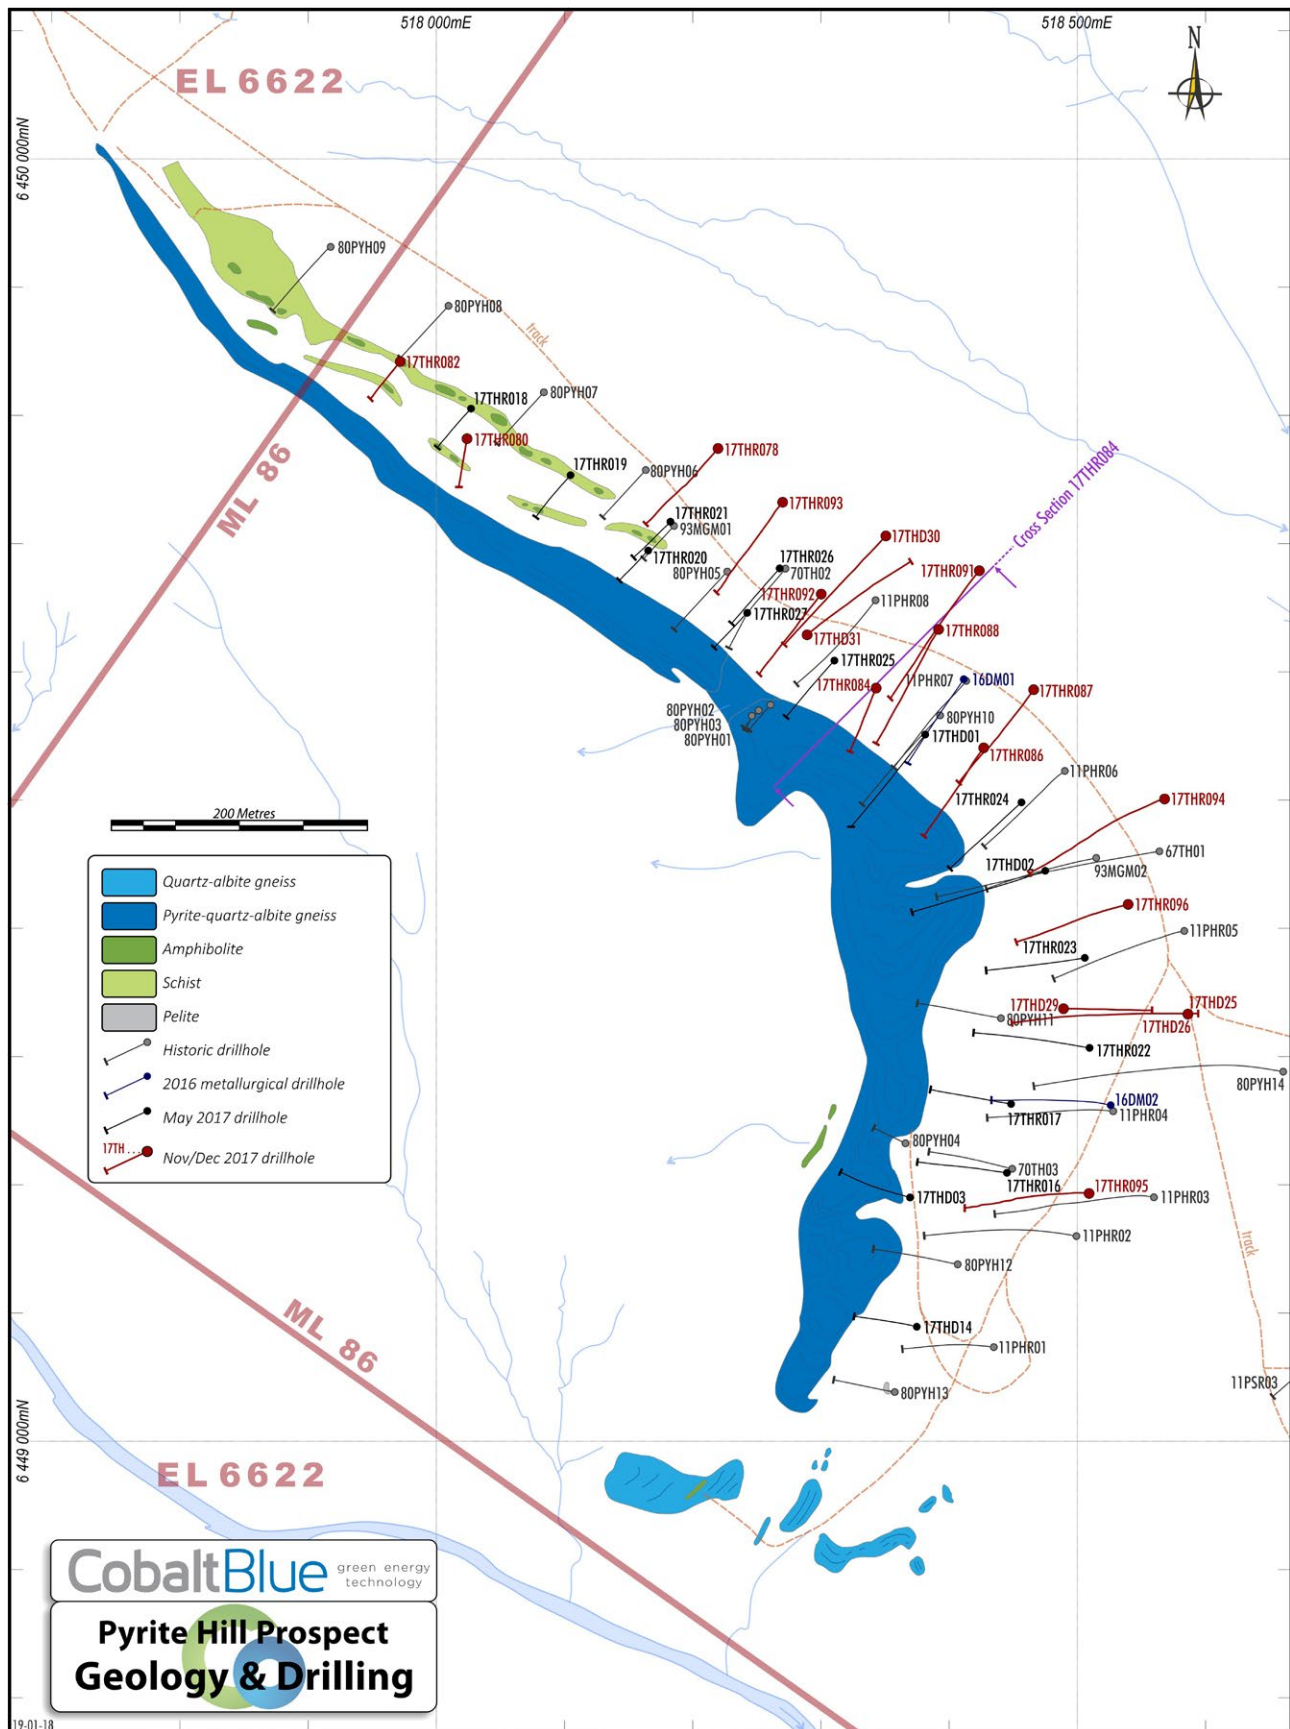 518 000mE
518 500mE
N
EL 6622
6 450 000mN
80PYH09
80PYH08
track
17THR082
80PYH07
17THR018
17THR080
17THR078
17THR019
80PYH06
ML 86
Cross Section 17THR084
17THR093
17THR021
93MGM01
17THD30
17THR020
17THR026
80PYH05
70TH02
17THR091
17THR092
11PHR08
17THR027
17THR088
17THD31
17THR025
11PHR07
16DM01
17THR084
17THR087
80PYH02
80PYH10
80PYH03
17THD01
80PYH01
17THR086
11PHR06
17THR024
17THR094
200 Metres
67TH01
17THD02
93MGM02
Quartz-albite gneiss
Pyrite-quartz-albite gneiss
Amphibolite
Schist
Pelite
Historic drillhole
2016 metallurgical drillhole
May 2017 drillhole
17TH....
Nov/Dec 2017 drillhole
17THR096
11PHR05
17THR023
17THD29
17THD25
80PYH11
17THD26
17THR022
80PYH14
16DM02
11PHR04
17THR017
80PYH04
70TH03
17THR016
17THR095
17THD03
11PHR03
11PHR02
track
80PYH12
17THD14
ML 86
11PHR01
11PSR03
80PYH13
6 449 000mN
EL 6622
CobaltBlue
green energy
technology
Pyrite Hill Prospect
Geology & Drilling
19-01-18